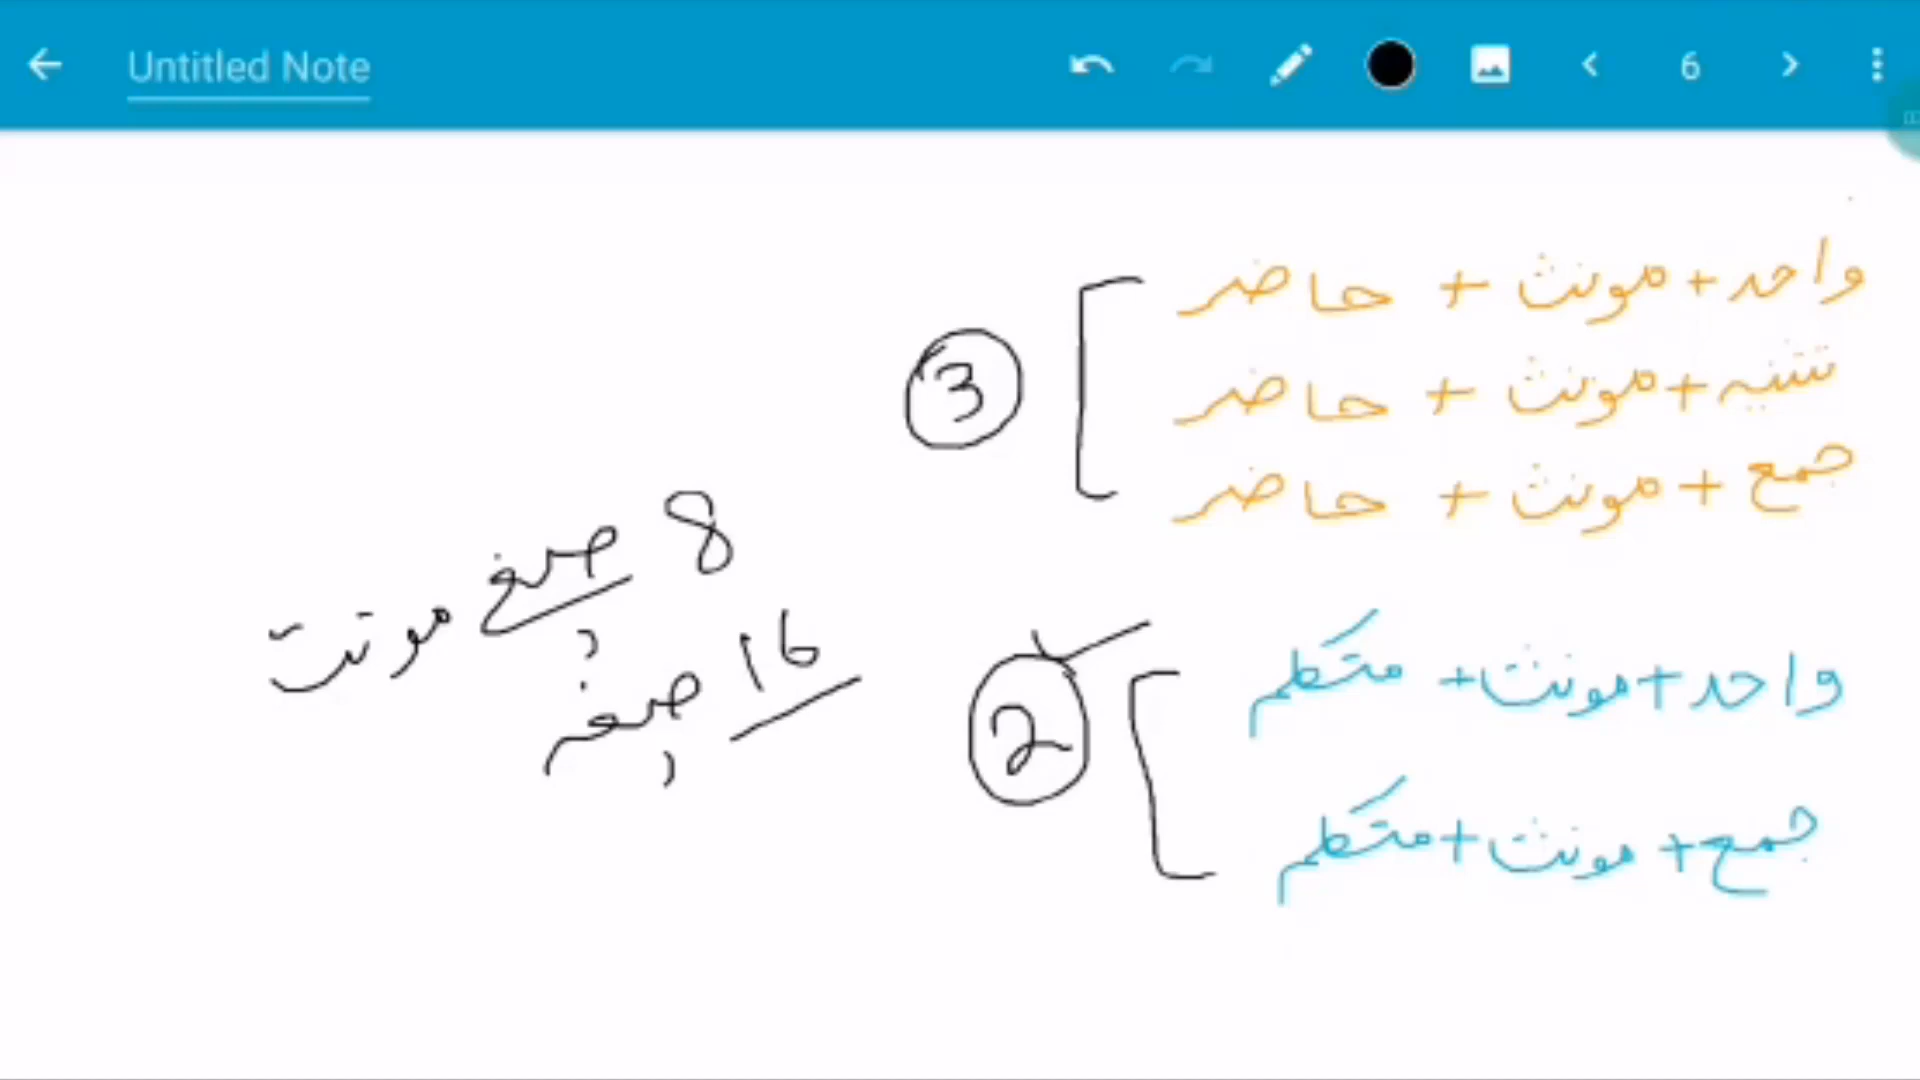 Untitled Note
6
واحد + مونث + حاضر
تثنیہ + مونث + حاضر
جمع + مونث + حاضر
3
8 صیغے مونث
16 صیغے
واحد + مونث + متکلم
2
جمع + مونث + متکلم